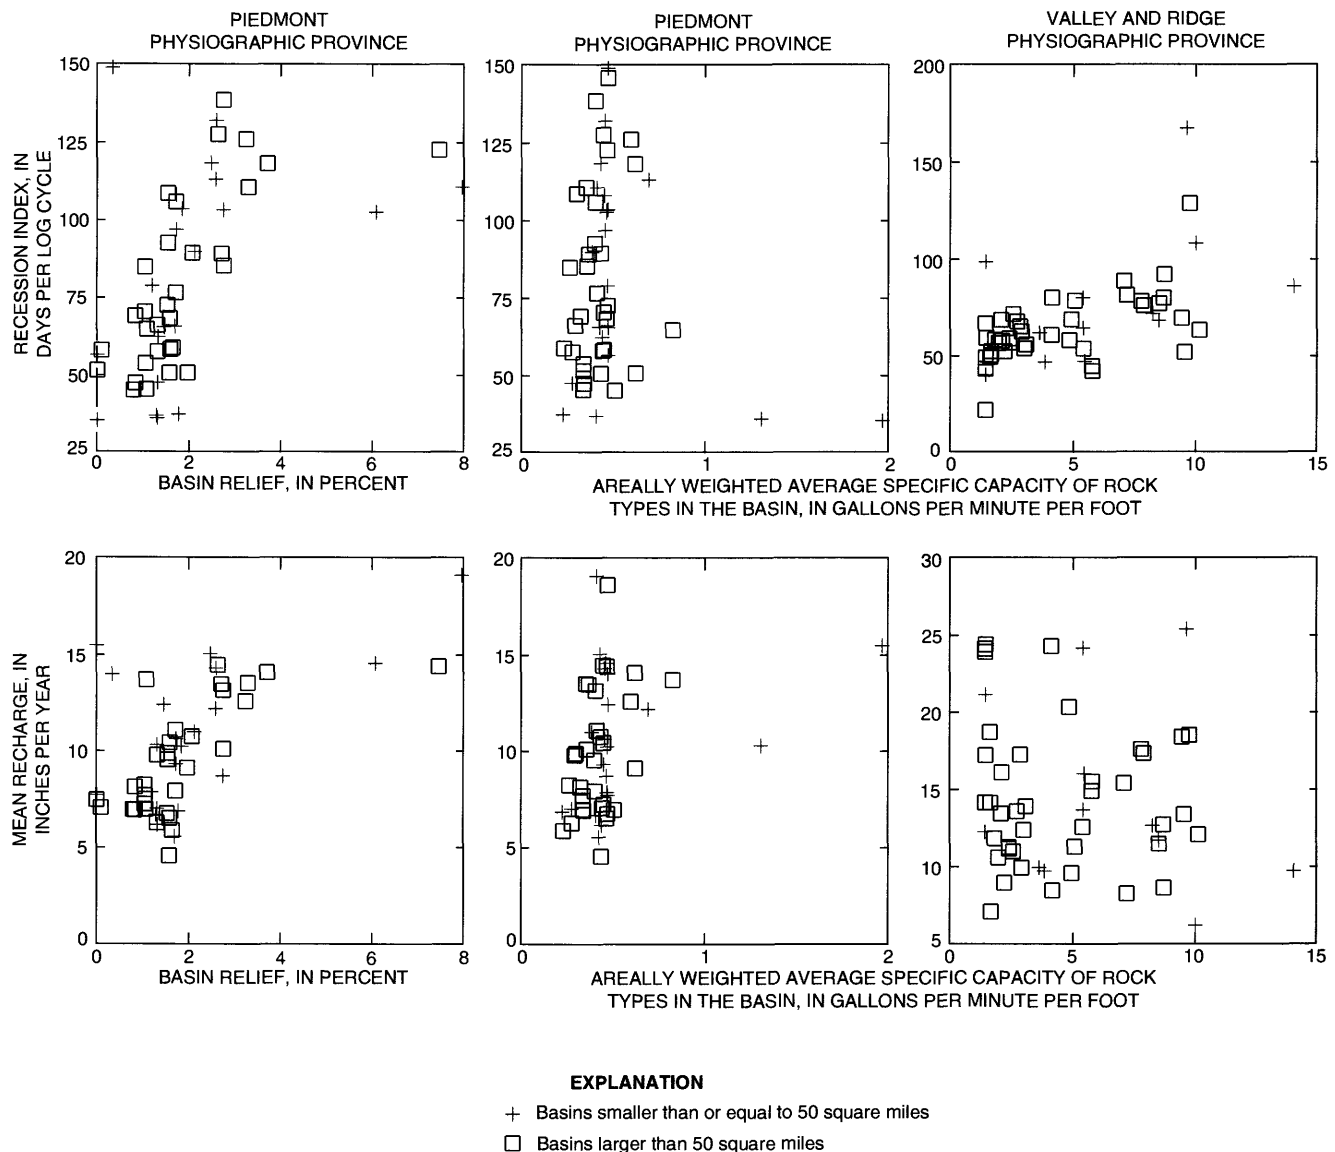 PIEDMONT
PHYSIOGRAPHIC PROVINCE
PIEDMONT
PHYSIOGRAPHIC PROVINCE
VALLEY AND RIDGE
PHYSIOGRAPHIC PROVINCE
RECESSION INDEX, IN
DAYS PER LOG CYCLE
150
125
100
75
50
25
0 2 4 6 8
BASIN RELIEF, IN PERCENT
150
125
100
75
50
25
0 1 2
AREALLY WEIGHTED AVERAGE SPECIFIC CAPACITY OF ROCK
TYPES IN THE BASIN, IN GALLONS PER MINUTE PER FOOT
200
150
100
50
0
0 5 10 15
MEAN RECHARGE, IN
INCHES PER YEAR
20
15
10
5
0
0 2 4 6 8
BASIN RELIEF, IN PERCENT
20
15
10
5
0
0 1 2
AREALLY WEIGHTED AVERAGE SPECIFIC CAPACITY OF ROCK
TYPES IN THE BASIN, IN GALLONS PER MINUTE PER FOOT
30
25
20
15
10
5
0 5 10 15
EXPLANATION
+ Basins smaller than or equal to 50 square miles
□ Basins larger than 50 square miles